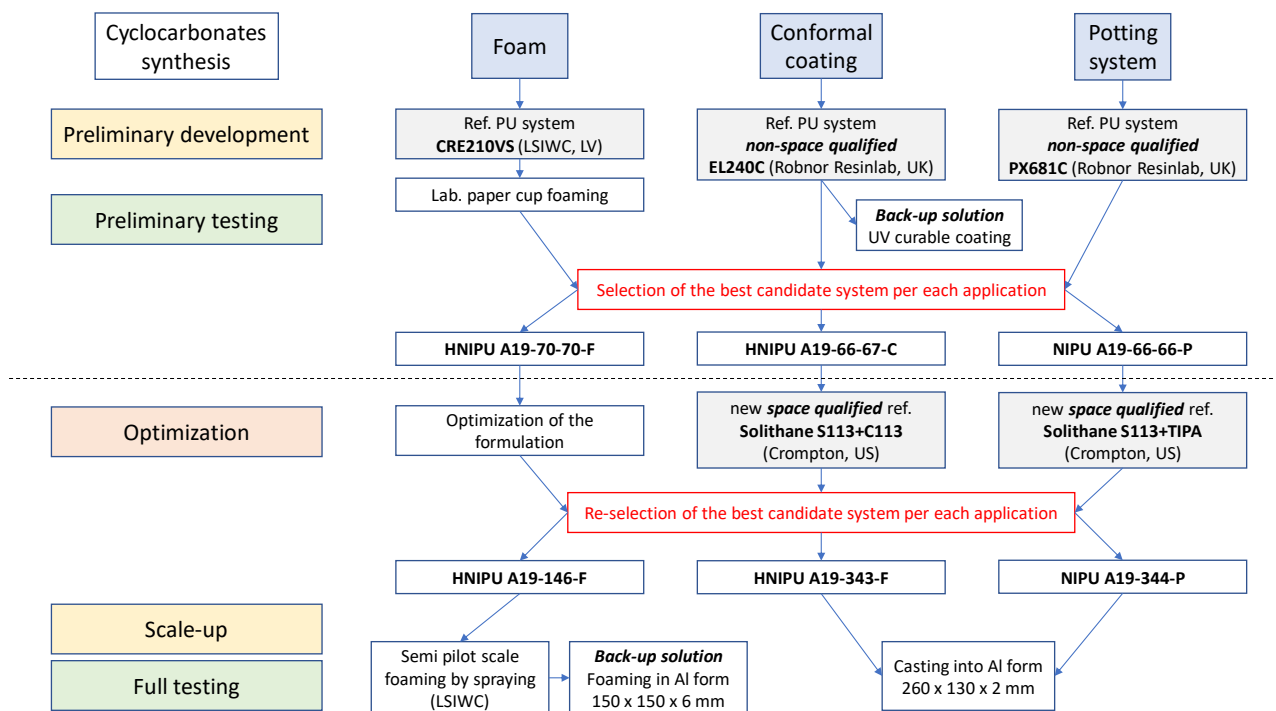 Cyclocarbonates
synthesis
Foam
Conformal
coating
Potting
system
Preliminary development
Ref. PU system
CRE210VS (LSIWC, LV)
Ref. PU system
non-space qualified
EL240C (Robnor Resinlab, UK)
Ref. PU system
non-space qualified
PX681C (Robnor Resinlab, UK)
Preliminary testing
Lab. paper cup foaming
Back-up solution
UV curable coating
Selection of the best candidate system per each application
HNIPU A19-70-70-F
HNIPU A19-66-67-C
NIPU A19-66-66-P
Optimization
Optimization of the
formulation
new space qualified ref.
Solithane S113+C113
(Crompton, US)
new space qualified ref.
Solithane S113+TIPA
(Crompton, US)
Re-selection of the best candidate system per each application
HNIPU A19-146-F
HNIPU A19-343-F
NIPU A19-344-P
Scale-up
Full testing
Semi pilot scale
foaming by spraying
(LSIWC)
Back-up solution
Foaming in Al form
150 x 150 x 6 mm
Casting into Al form
260 x 130 x 2 mm